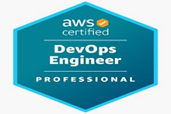 aws
certified
DevOps
Engineer
PROFESSIONAL